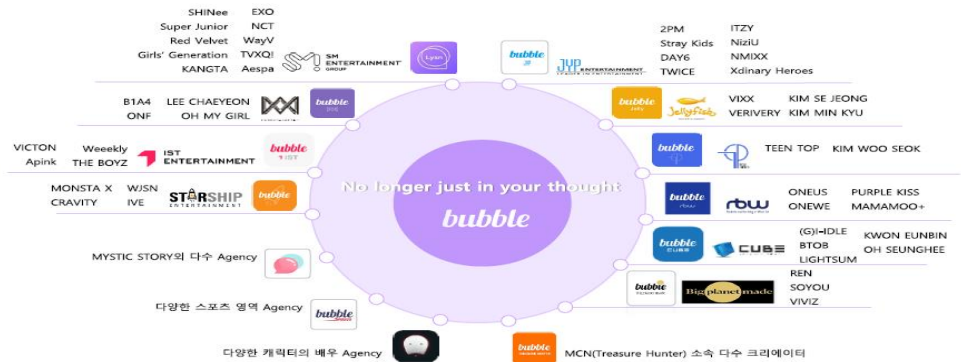 SHINee EXO
Super Junior NCT
Red Velvet WayV
Girls' Generation TVXQ!
KANGTA Aespa
SM ENTERTAINMENT GROUP
Lysn
bubble
JYP ENTERTAINMENT
2PM ITZY
Stray Kids NiziU
DAY6 NMIXX
TWICE Xdinary Heroes
B1A4 LEE CHAEYEON
ONF OH MY GIRL
bubble
bubble
Jelly
Jellyfish
VIXX KIM SE JEONG
VERIVERY KIM MIN KYU
VICTON Weeekly
Apink THE BOYZ
IST ENTERTAINMENT
bubble
IST
bubble
TEEN TOP KIM WOO SEOK
MONSTA X WJSN
CRAVITY IVE
STARSHIP
ENTERTAINMENT
No longer just in your thought
bubble
bubble
rbw
ONEUS PURPLE KISS
ONEWE MAMAMOO+
bubble
CUBE
CUBE
(G)I-DLE KWON EUNBIN
BTOB OH SEUNGHEE
LIGHTSUM
MYSTIC STORY외 다수 Agency
bubble
Bigplanetmade
REN
SOYOU
VIVIZ
다양한 스포츠 영역 Agency
bubble
다양한 캐릭터의 배우 Agency
bubble
MCN(Treasure Hunter) 소속 다수 크리에이터